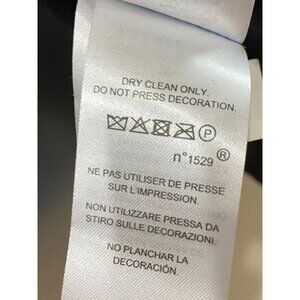 DRY CLEAN ONLY.
DO NOT PRESS DECORATION.
P
n°1529 ®
NE PAS UTILISER DE PRESSE
SUR L'IMPRESSION.
NON UTILIZZARE PRESSA DA
STIRO SULLE DECORAZIONI.
NO PLANCHAR LA
DECORACIÓN.